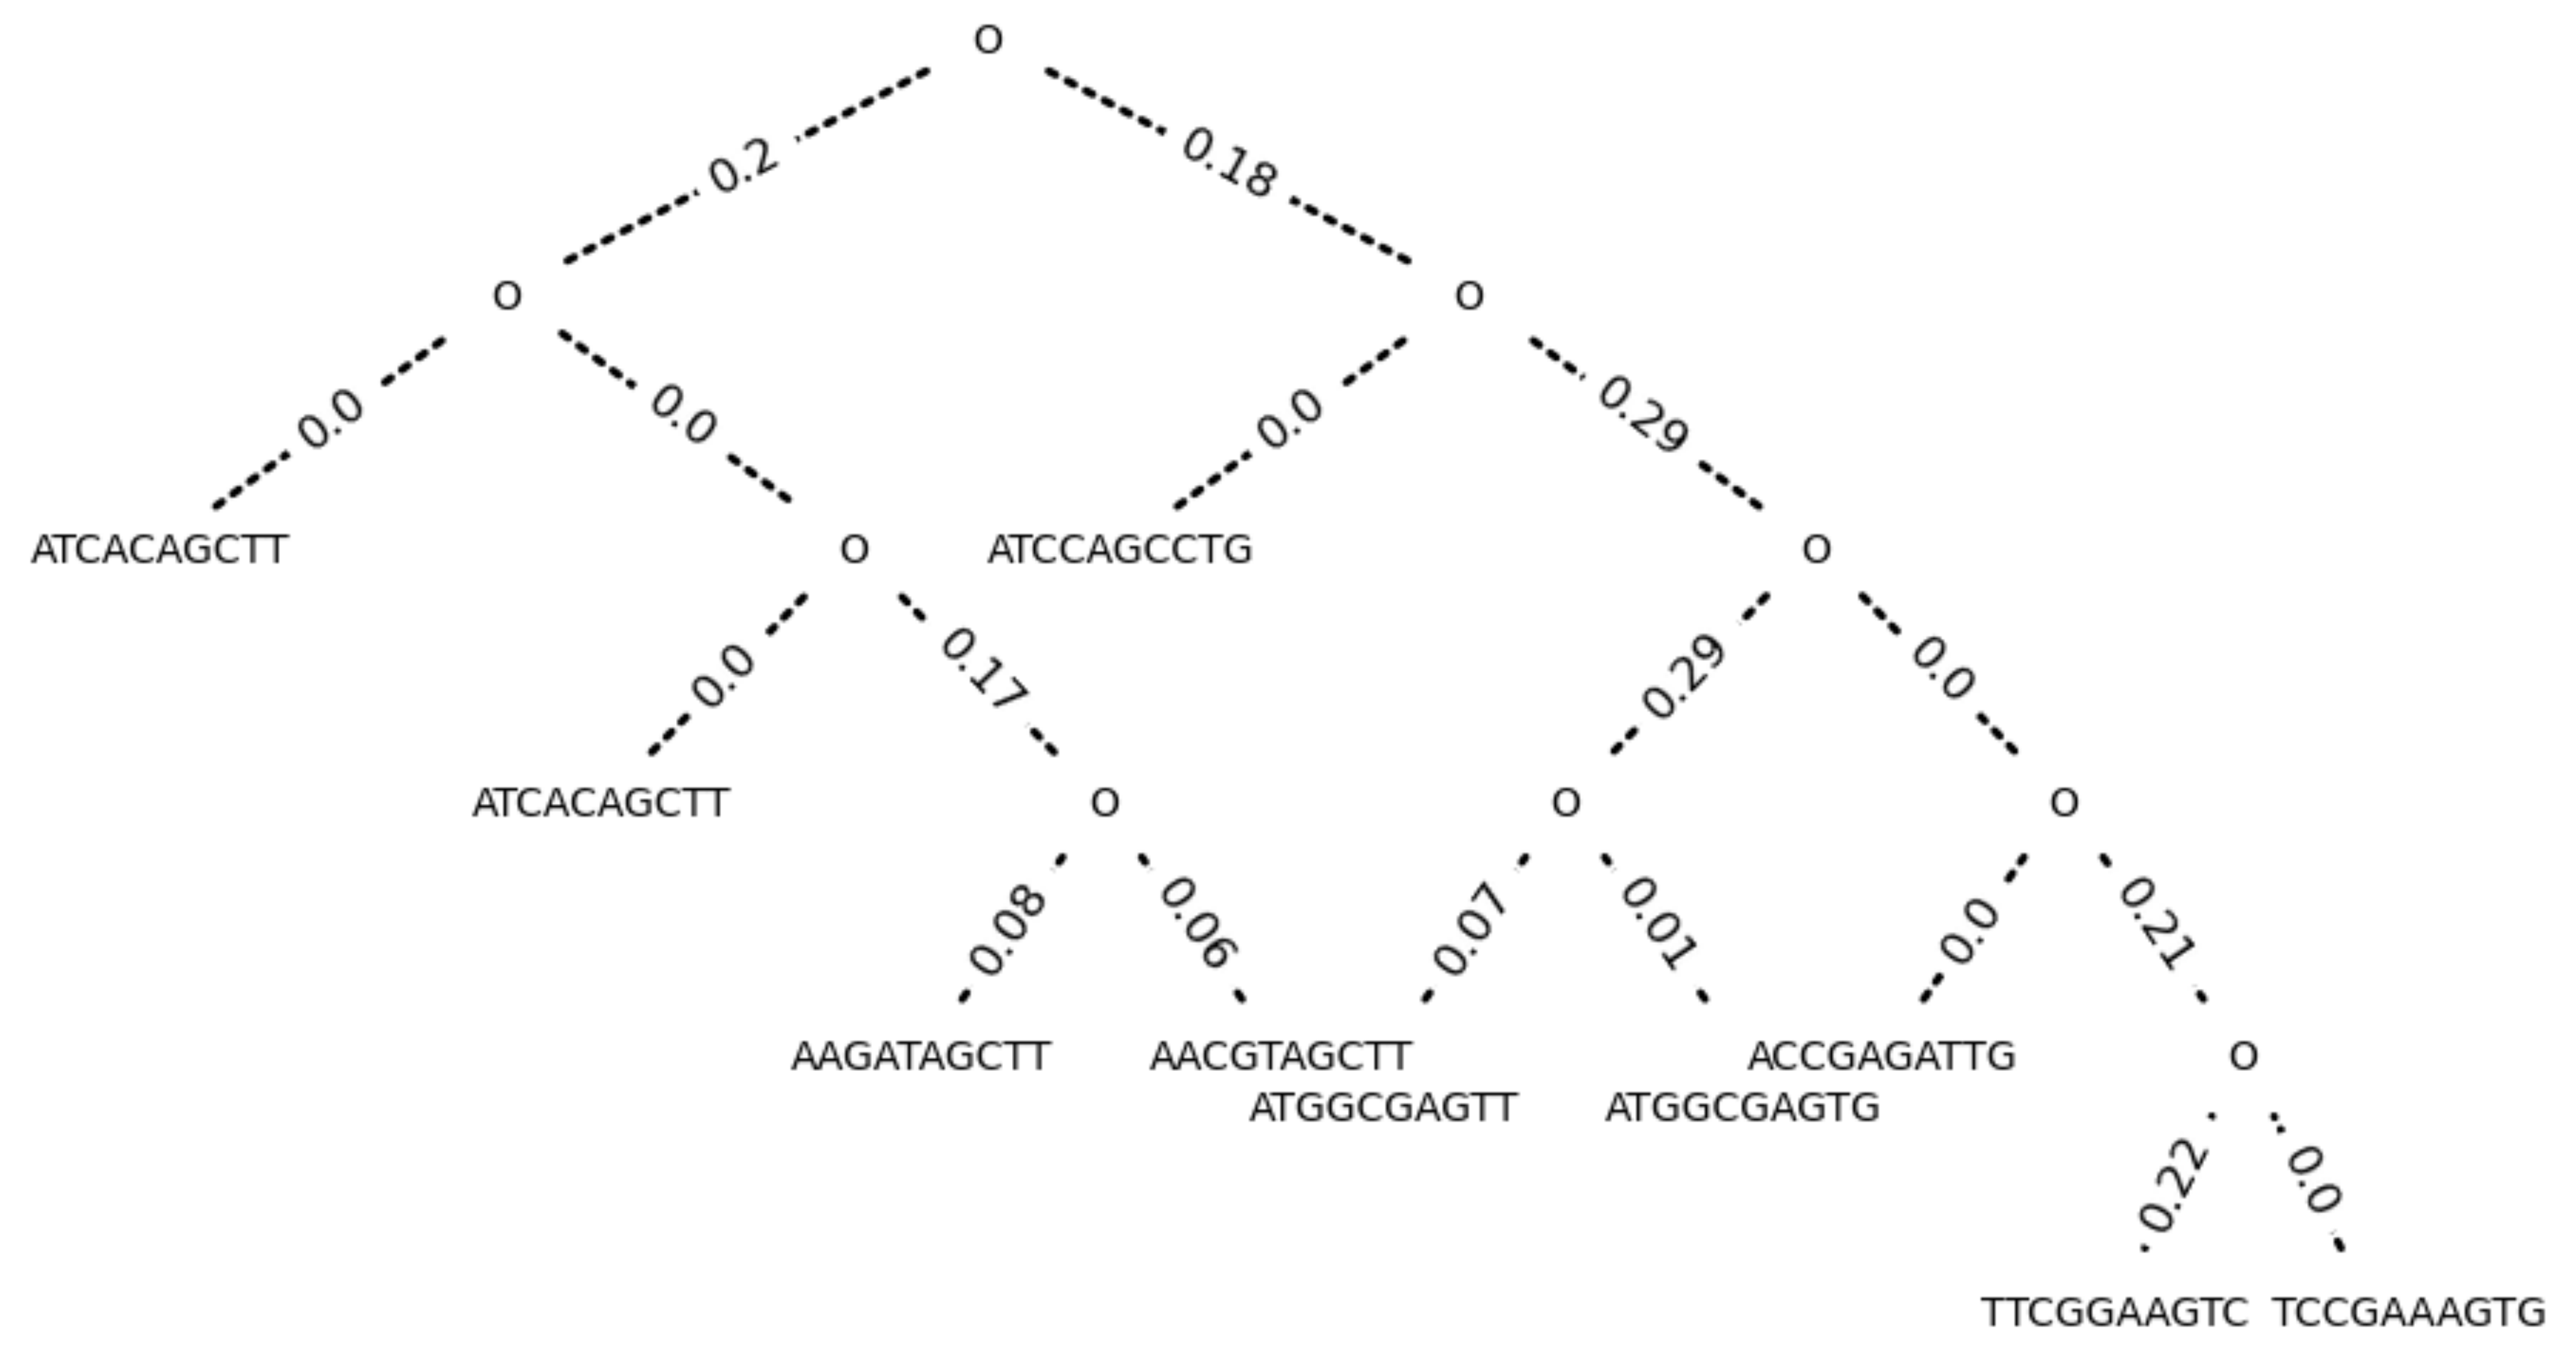 O
0.2 0.18
O O
0.0 0.0 0.0 0.29
ATCACAGCTT O ATCCAGCCTG O
0.0 0.17 0.29 0.0
ATCACAGCTT O O O
0.08 0.06 0.07 0.01 0.0 0.21
AAGATAGCTT AACGTAGCTT ACCGAGATTG O
ATGGCGAGTT ATGGCGAGTG
0.22 0.0
TTCGGAAGTC TCCGAAAGTG